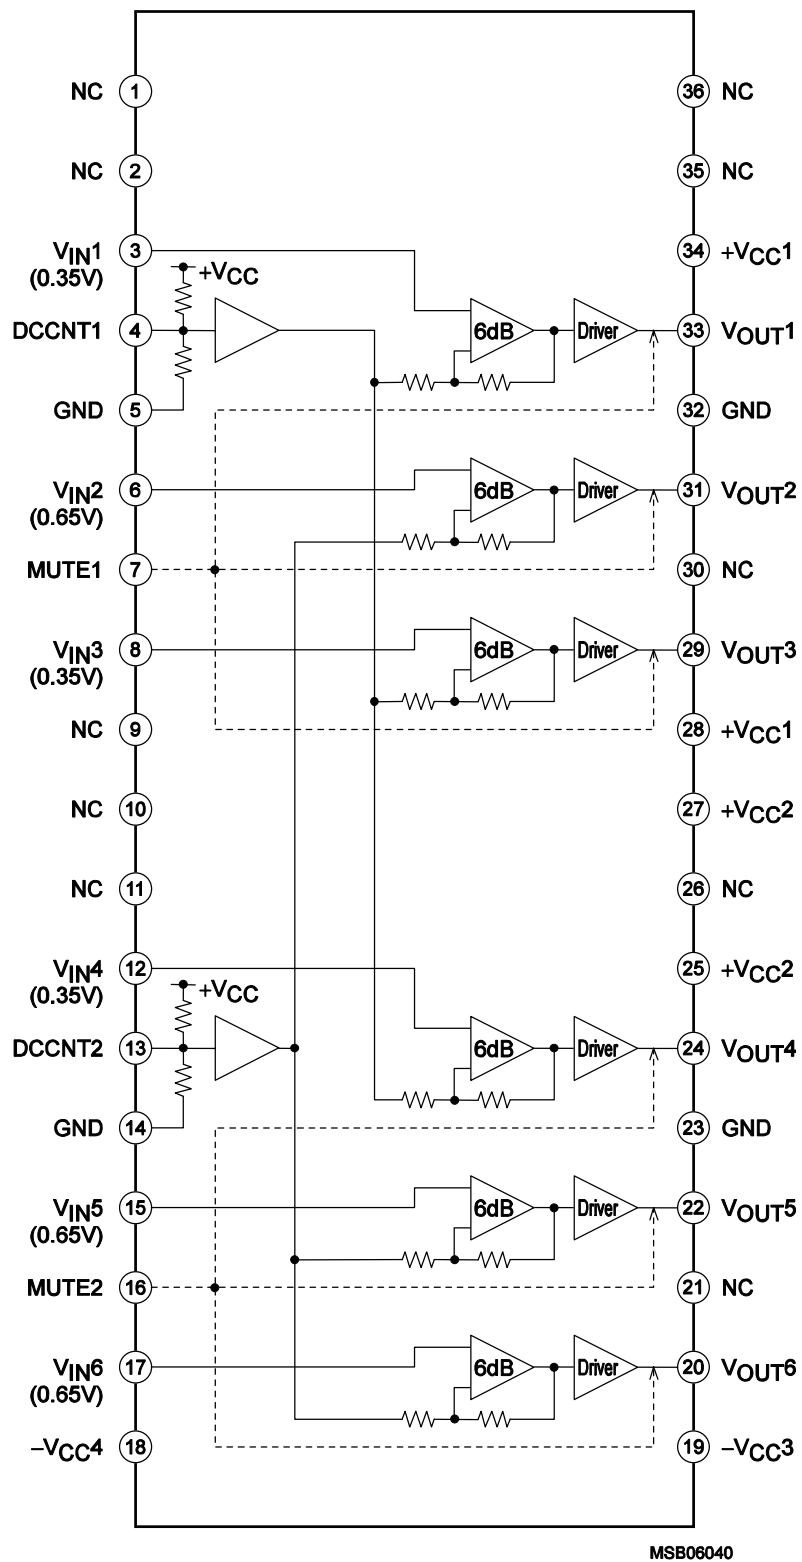 NC 1 36 NC
NC 2 35 NC
VIN1 3 34 +VCC1
(0.35V) +VCC
DCCNT1 4 6dB Driver 33 VOUT1
GND 5 32 GND
VIN2 6 6dB Driver 31 VOUT2
(0.65V)
MUTE1 7 30 NC
VIN3 8 6dB Driver 29 VOUT3
(0.35V)
NC 9 28 +VCC1
NC 10 27 +VCC2
NC 11 26 NC
VIN4 12 25 +VCC2
(0.35V) +VCC
DCCNT2 13 6dB Driver 24 VOUT4
GND 14 23 GND
VIN5 15 6dB Driver 22 VOUT5
(0.65V)
MUTE2 16 21 NC
VIN6 17 6dB Driver 20 VOUT6
(0.65V)
–VCC4 18 19 –VCC3
MSB06040